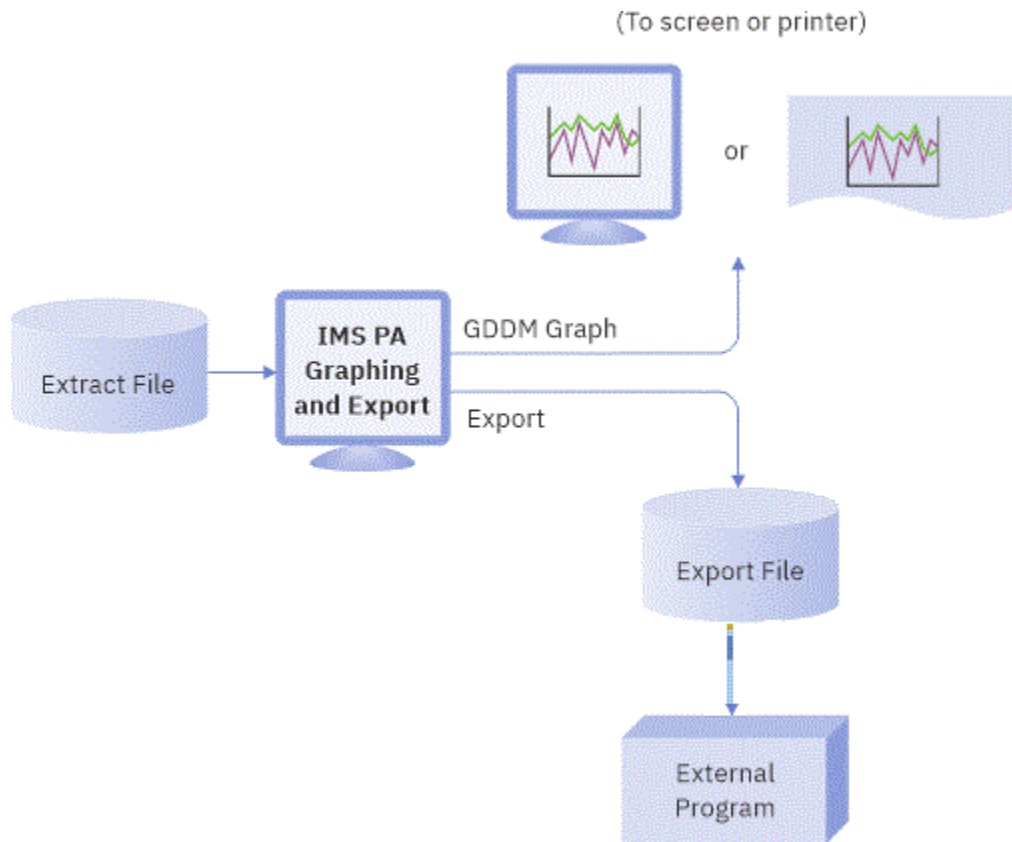 (To screen or printer)
or
GDDM Graph
IMS PA
Graphing
and Export
Extract File
Export
Export File
External
Program